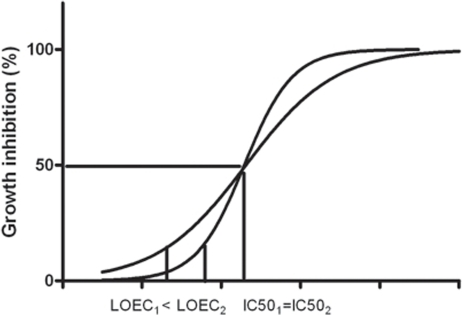 Growth inhibition (%)
100
50
0
LOEC₁ < LOEC₂ IC50₁=IC50₂